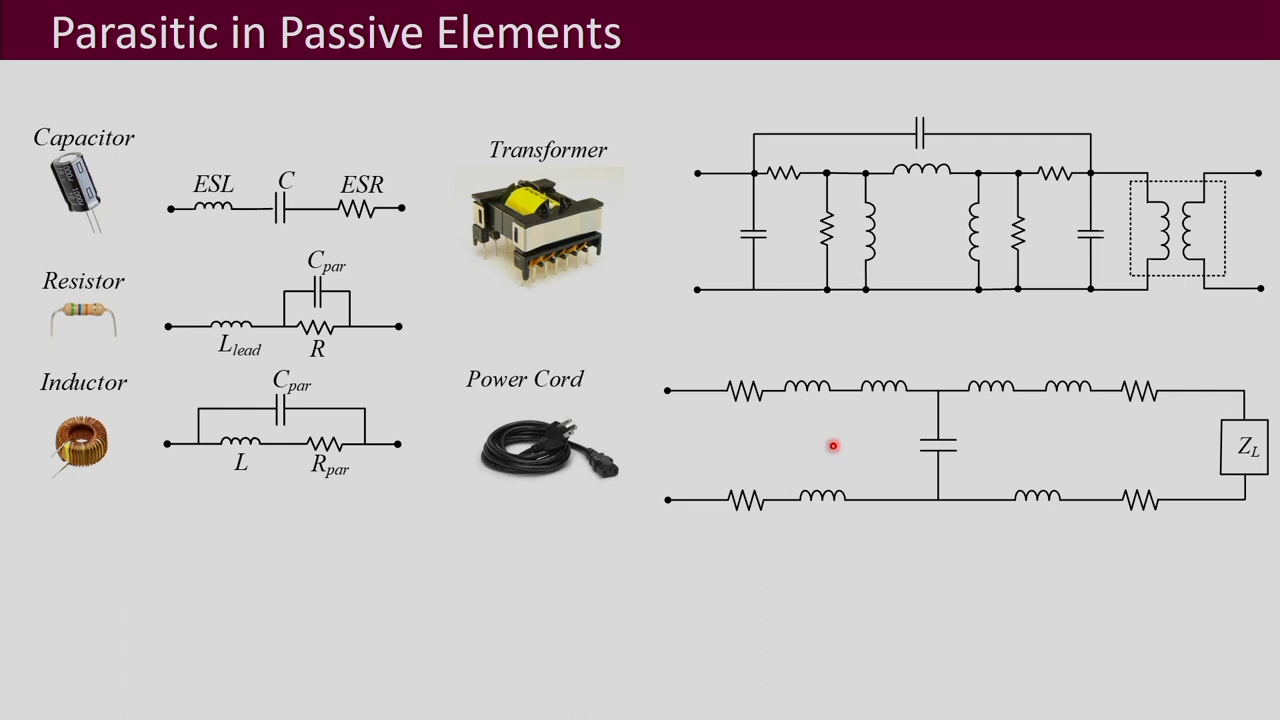 Parasitic in Passive Elements
Capacitor
ESL
C
ESR
Resistor
C_par
L_lead
R
Inductor
C_par
L
R_par
Transformer
Power Cord
Z_L